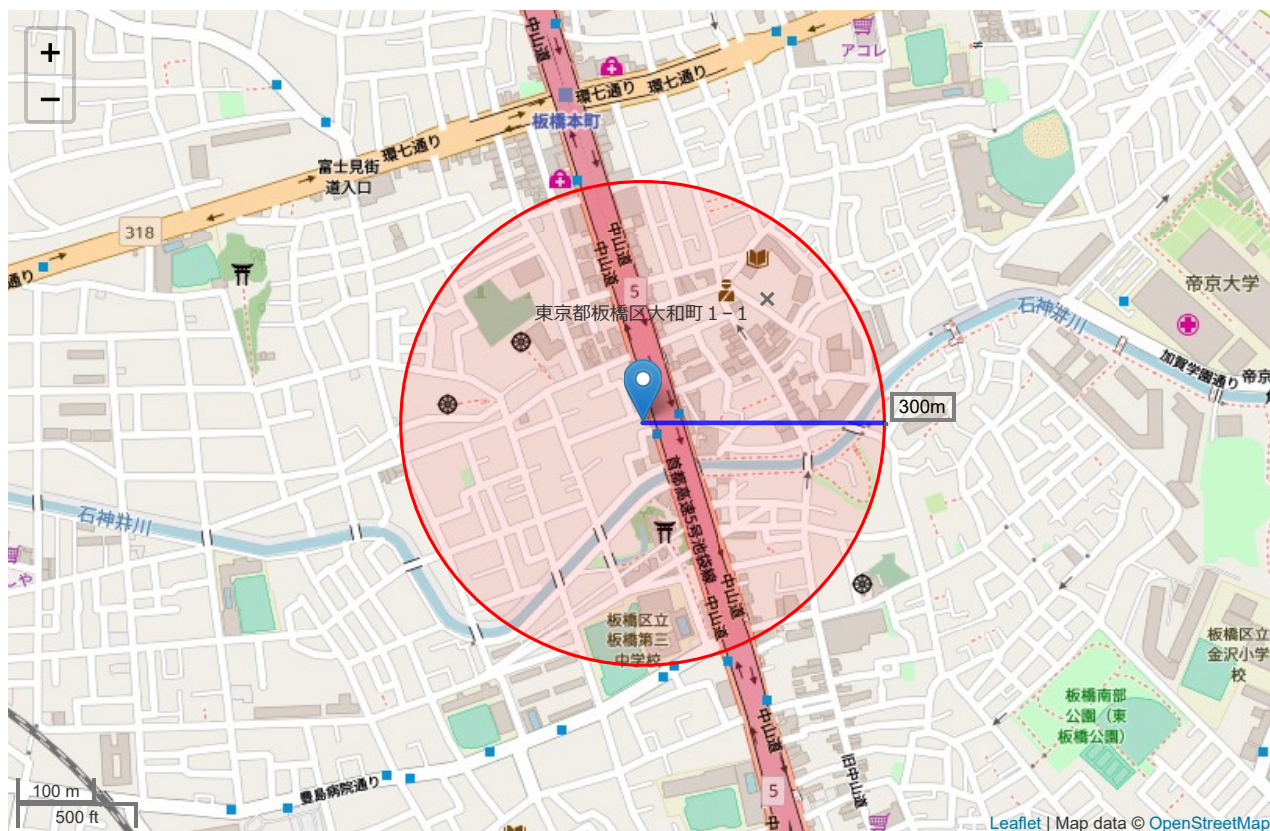 +
−
中山道
アコレ
環七通り 環七通り
板橋本町
環七通り
富士見街
道入口
318
通り
中山道
中山道
帝京大学
5
石神井川
東京都板橋区大和町1−1
加賀学園通り
帝京
300m
首都高速5号池袋線
石神井川
中山道
中山道
板橋区立
板橋第三
中学校
板橋区立
金沢小学
校
板橋南部
公園(東
板橋公園)
中山道
旧中山道
豊島病院通り
5
100 m
500 ft
Leaflet | Map data © OpenStreetMap